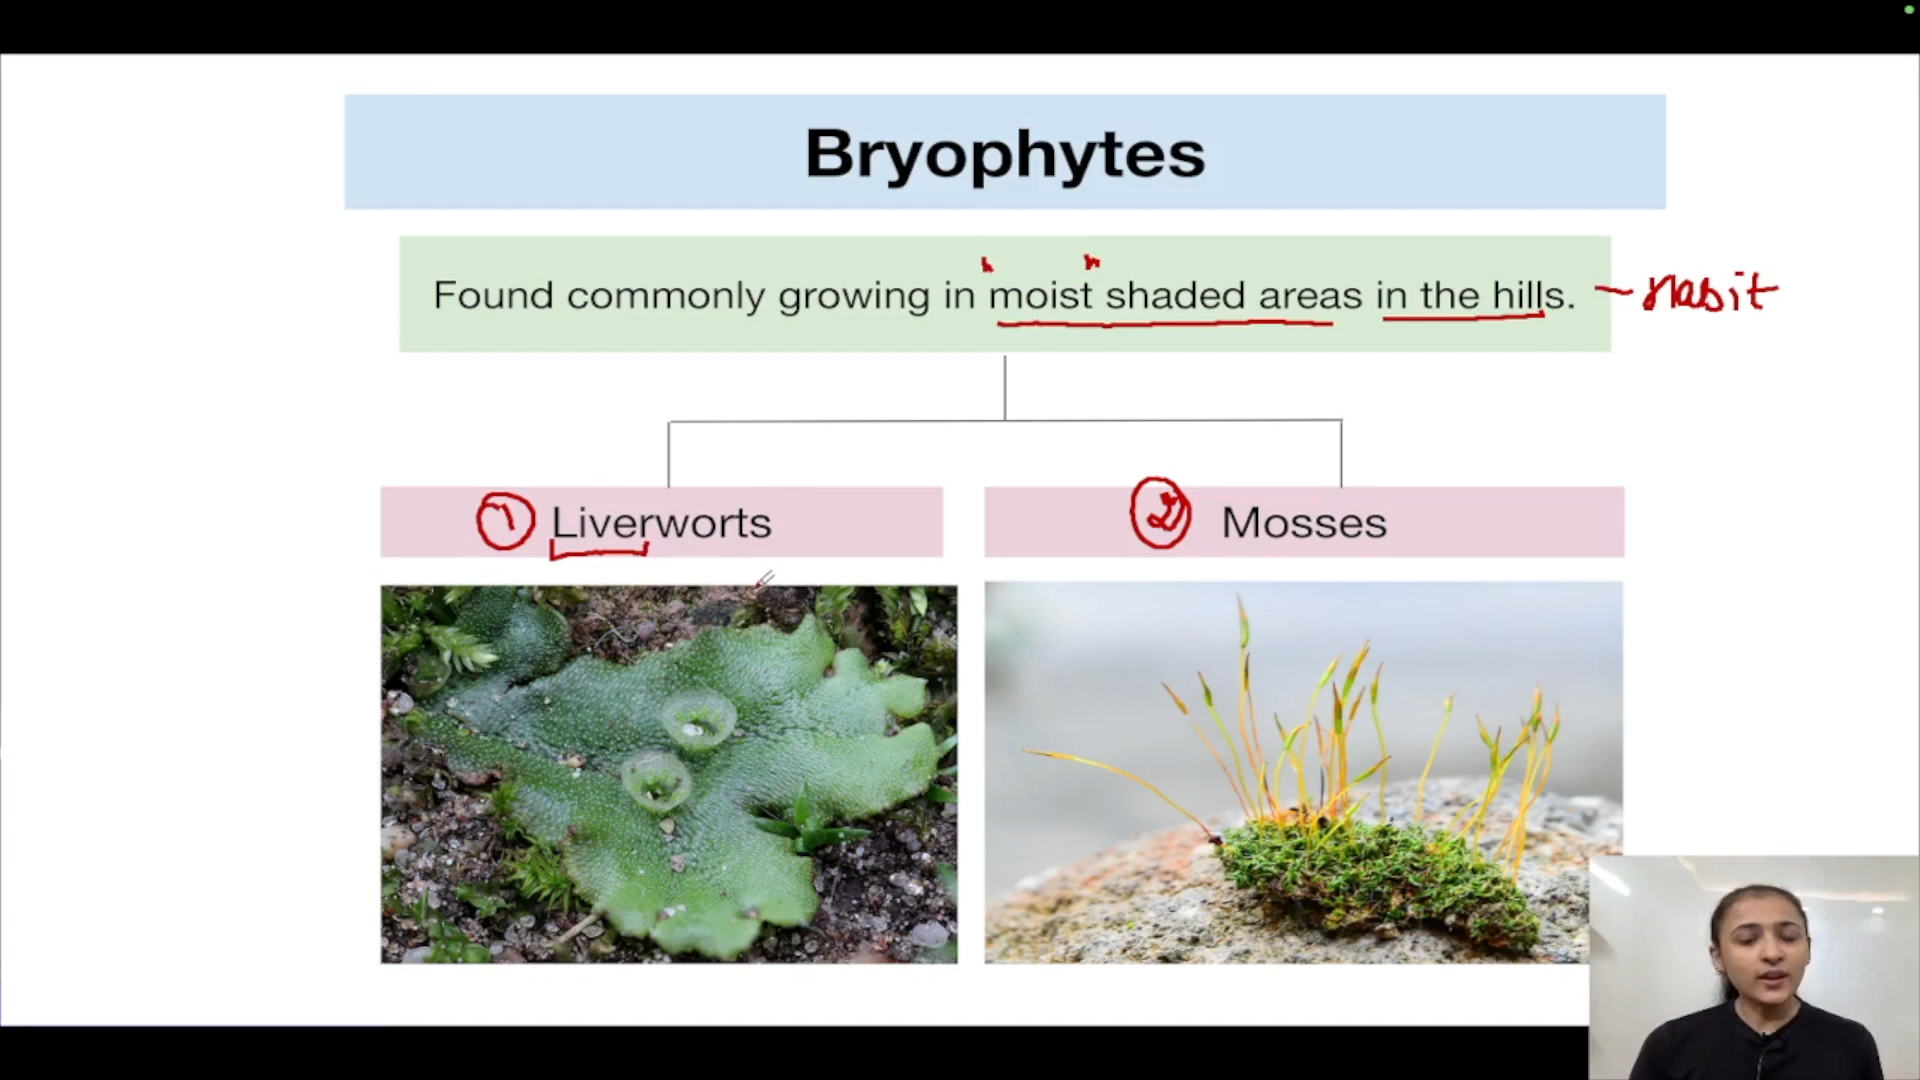 Bryophytes
Found commonly growing in moist shaded areas in the hills. ~ Habit
1 Liverworts
2 Mosses